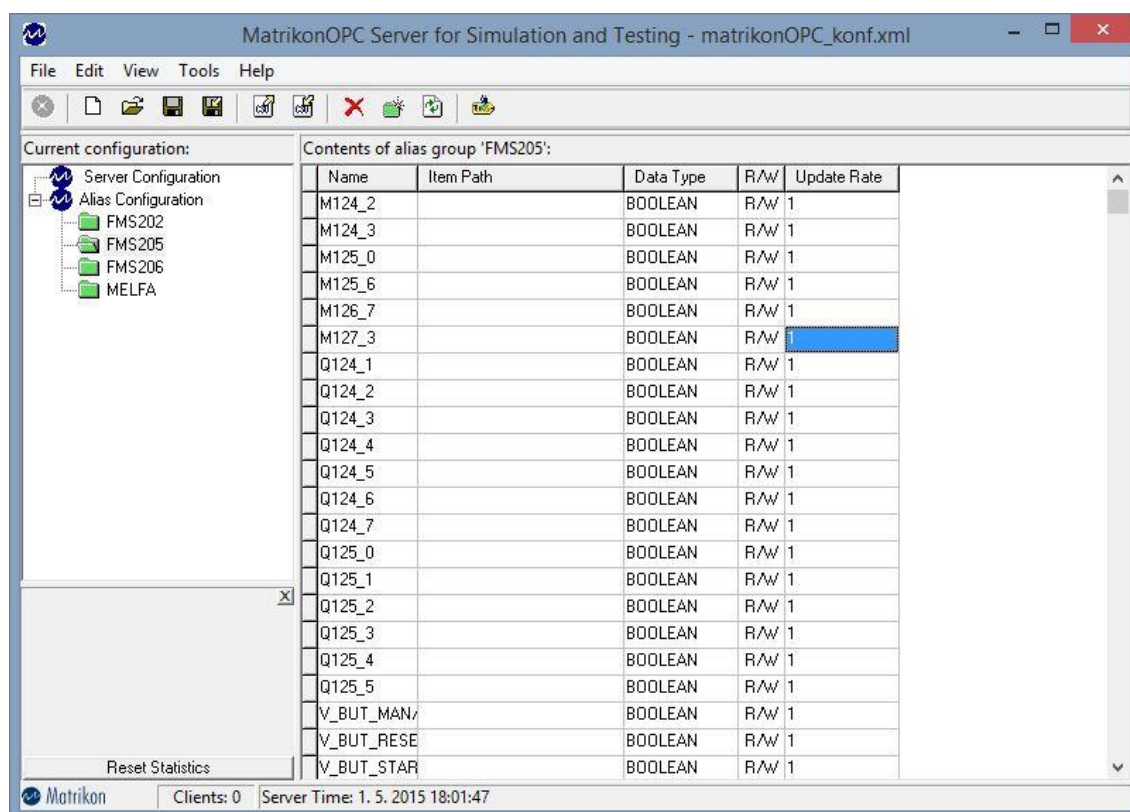 MatrikonOPC Server for Simulation and Testing - matrikonOPC_konf.xml
File Edit View Tools Help
Current configuration:
Server Configuration
Alias Configuration
FMS202
FMS205
FMS206
MELFA
Reset Statistics
Contents of alias group 'FMS205':
Name Item Path Data Type R/W Update Rate
M124_2 BOOLEAN R/W 1
M124_3 BOOLEAN R/W 1
M125_0 BOOLEAN R/W 1
M125_6 BOOLEAN R/W 1
M126_7 BOOLEAN R/W 1
M127_3 BOOLEAN R/W 1
Q124_1 BOOLEAN R/W 1
Q124_2 BOOLEAN R/W 1
Q124_3 BOOLEAN R/W 1
Q124_4 BOOLEAN R/W 1
Q124_5 BOOLEAN R/W 1
Q124_6 BOOLEAN R/W 1
Q124_7 BOOLEAN R/W 1
Q125_0 BOOLEAN R/W 1
Q125_1 BOOLEAN R/W 1
Q125_2 BOOLEAN R/W 1
Q125_3 BOOLEAN R/W 1
Q125_4 BOOLEAN R/W 1
Q125_5 BOOLEAN R/W 1
V_BUT_MAN BOOLEAN R/W 1
V_BUT_RESE BOOLEAN R/W 1
V_BUT_STAR BOOLEAN R/W 1
Matrikon Clients: 0 Server Time: 1. 5. 2015 18:01:47